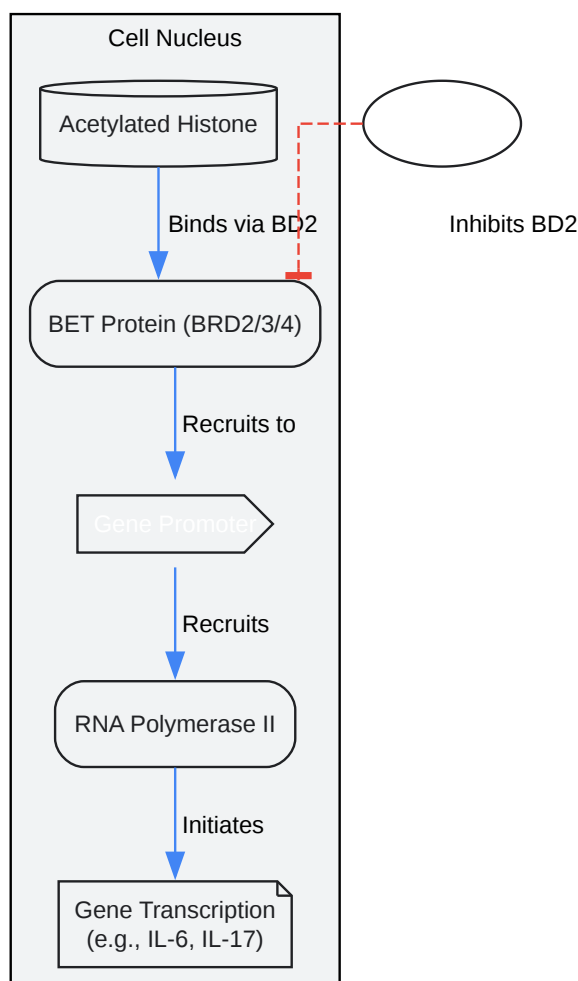 Cell Nucleus
Acetylated Histone
Binds via BD2
Inhibits BD2
BET Protein (BRD2/3/4)
Recruits to
Gene Promoter
Recruits
RNA Polymerase II
Initiates
Gene Transcription
(e.g., IL-6, IL-17)